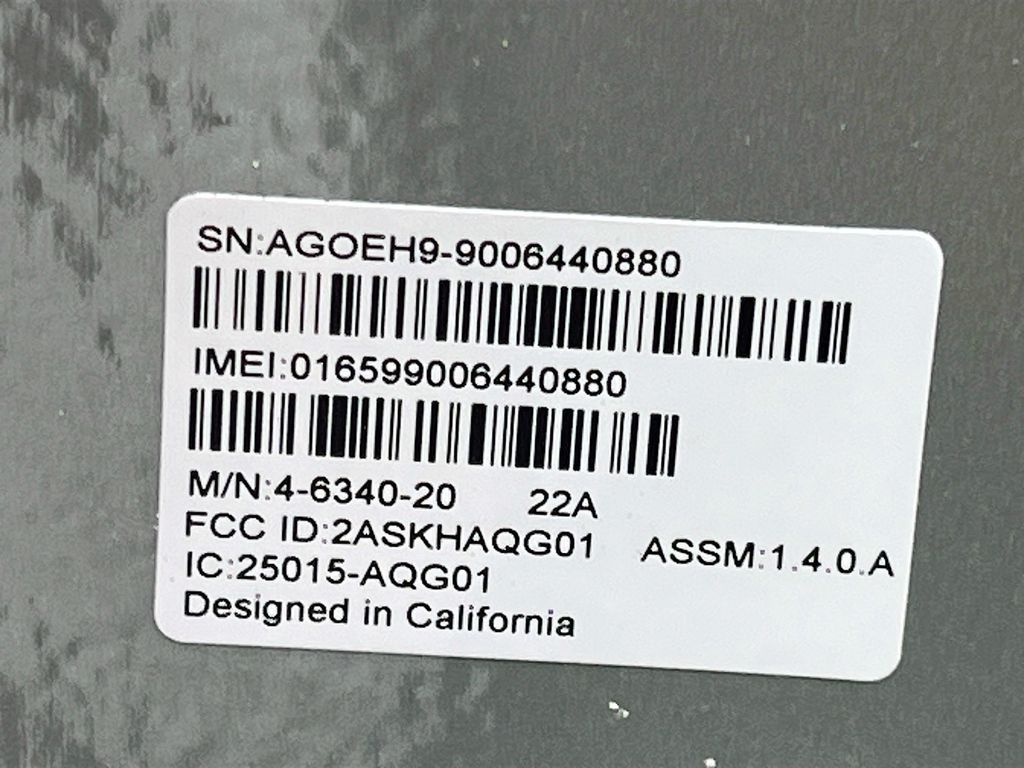 SN:AGOEH9-9006440880
IMEI:016599006440880
M/N:4-6340-20 22A
FCC ID:2ASKHAQG01 ASSM:1.4.0.A
IC:25015-AQG01
Designed in California